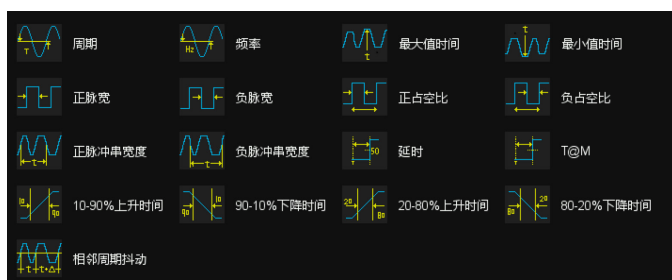 周期 频率 最大值时间 最小值时间
正脉宽 负脉宽 正占空比 负占空比
正脉冲串宽度 负脉冲串宽度 延时 T@M
10-90%上升时间 90-10%下降时间 20-80%上升时间 80-20%下降时间
相邻周期抖动